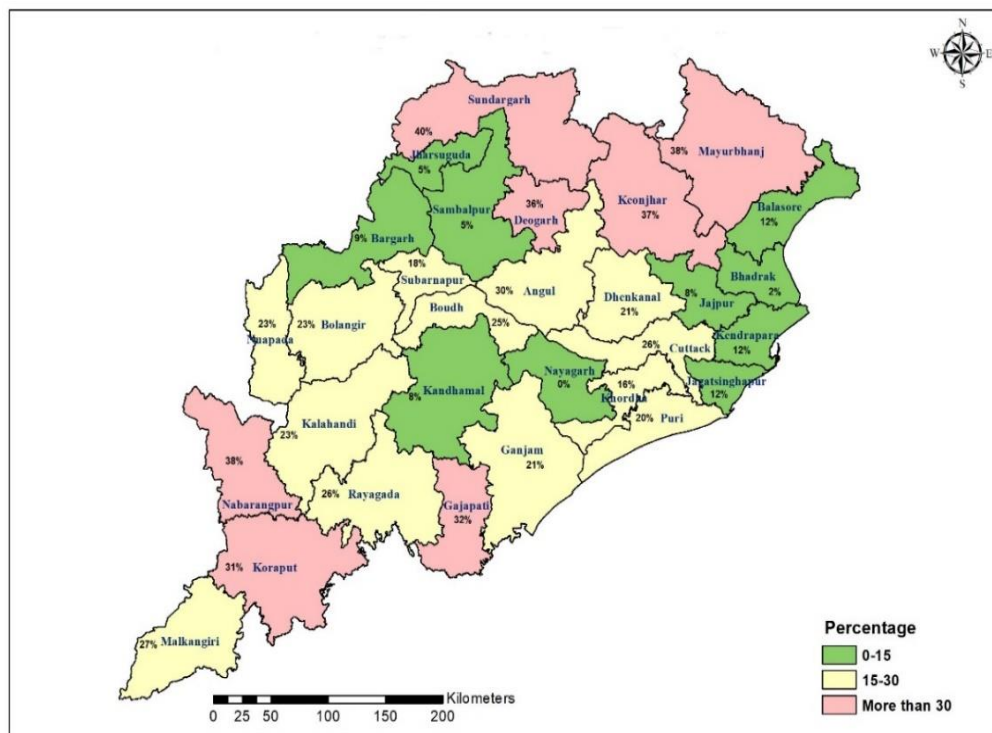 N
W
E
S
Sundargarh
40%
Jharsuguda
5%
Sambalpur
5%
36%
Deogarh
Keonjhar
37%
38%
Mayurbhanj
Balasore
12%
Bhadrak
2%
9%
Bargarh
18%
Subarnapur
Boudh
25%
30%
Angul
Dhenkanal
21%
8%
Jajpur
Kendrapara
12%
26%
Cuttack
Jagatsinghapur
12%
23%
Nuapada
23%
Bolangir
Nayagarh
0%
16%
Khordha
20%
Puri
8%
Kandhamal
Kalahandi
23%
Ganjam
21%
38%
Nabarangpur
26%
Rayagada
Gajapati
32%
31%
Koraput
27%
Malkangiri
Percentage
0-15
15-30
More than 30
Kilometers
0 25 50 100 150 200